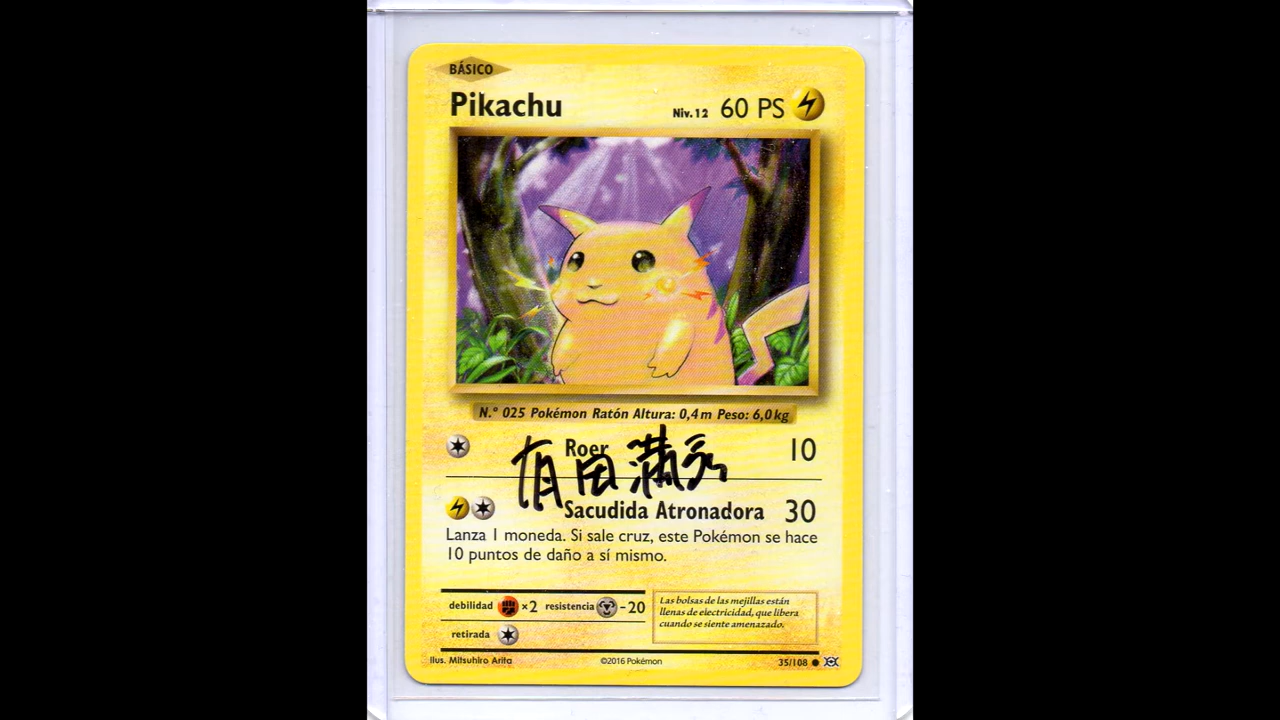 BÁSICO
Pikachu
Niv.12 60 PS
N.º 025 Pokémon Ratón Altura: 0,4 m Peso: 6,0 kg
Roer 10
有田満弘
Sacudida Atronadora 30
Lanza 1 moneda. Si sale cruz, este Pokémon se hace
10 puntos de daño a sí mismo.
debilidad ×2 resistencia -20
retirada
Las bolsas de las mejillas están
llenas de electricidad, que libera
cuando se siente amenazado.
Ilus. Mitsuhiro Arita ©2016 Pokémon 35/108